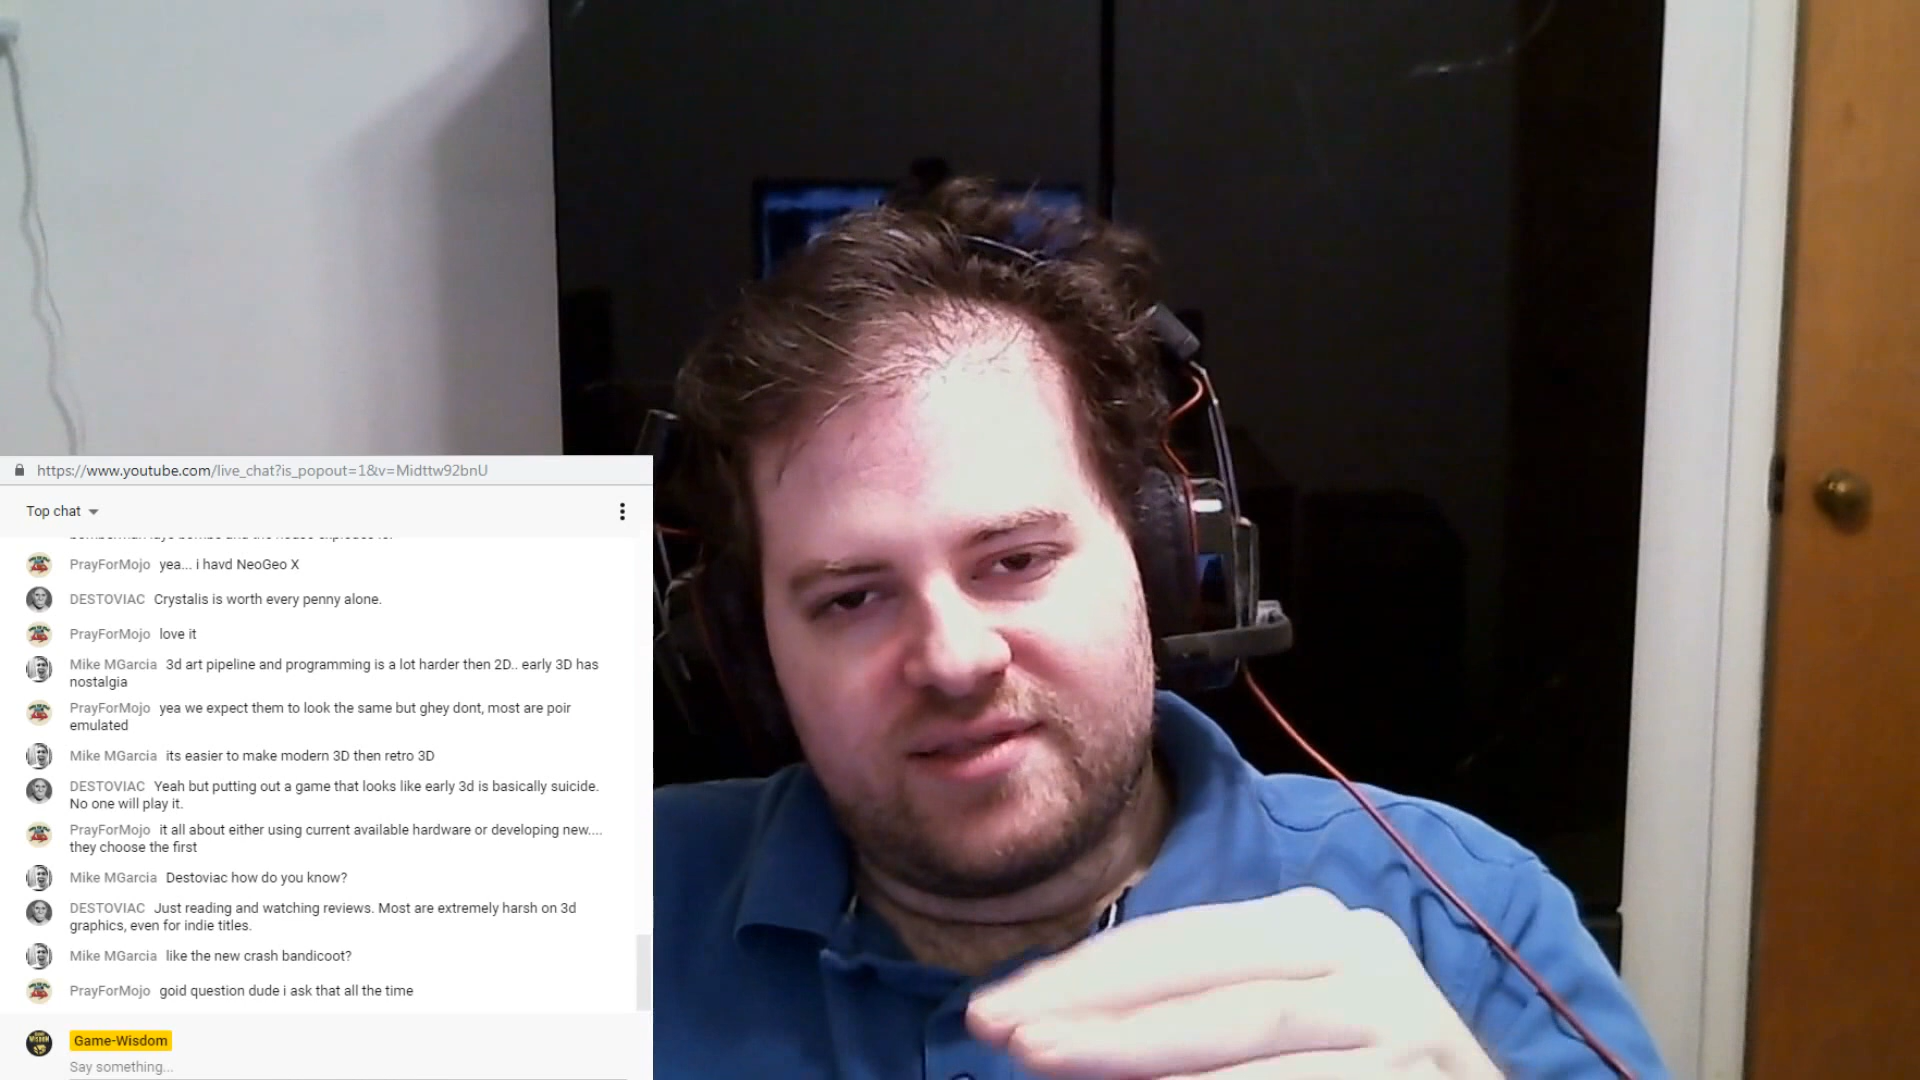 https://www.youtube.com/live_chat?is_popout=1&v=Midttw92bnU
Top chat
PrayForMojo yea... i havd NeoGeo X
DESTOVIAC Crystalis is worth every penny alone.
PrayForMojo love it
Mike MGarcia 3d art pipeline and programming is a lot harder then 2D.. early 3D has
nostalgia
PrayForMojo yea we expect them to look the same but ghey dont, most are poir
emulated
Mike MGarcia its easier to make modern 3D then retro 3D
DESTOVIAC Yeah but putting out a game that looks like early 3d is basically suicide.
No one will play it.
PrayForMojo it all about either using current available hardware or developing new....
they choose the first
Mike MGarcia Destoviac how do you know?
DESTOVIAC Just reading and watching reviews. Most are extremely harsh on 3d
graphics, even for indie titles.
Mike MGarcia like the new crash bandicoot?
PrayForMojo goid question dude i ask that all the time
Game-Wisdom
Say something...